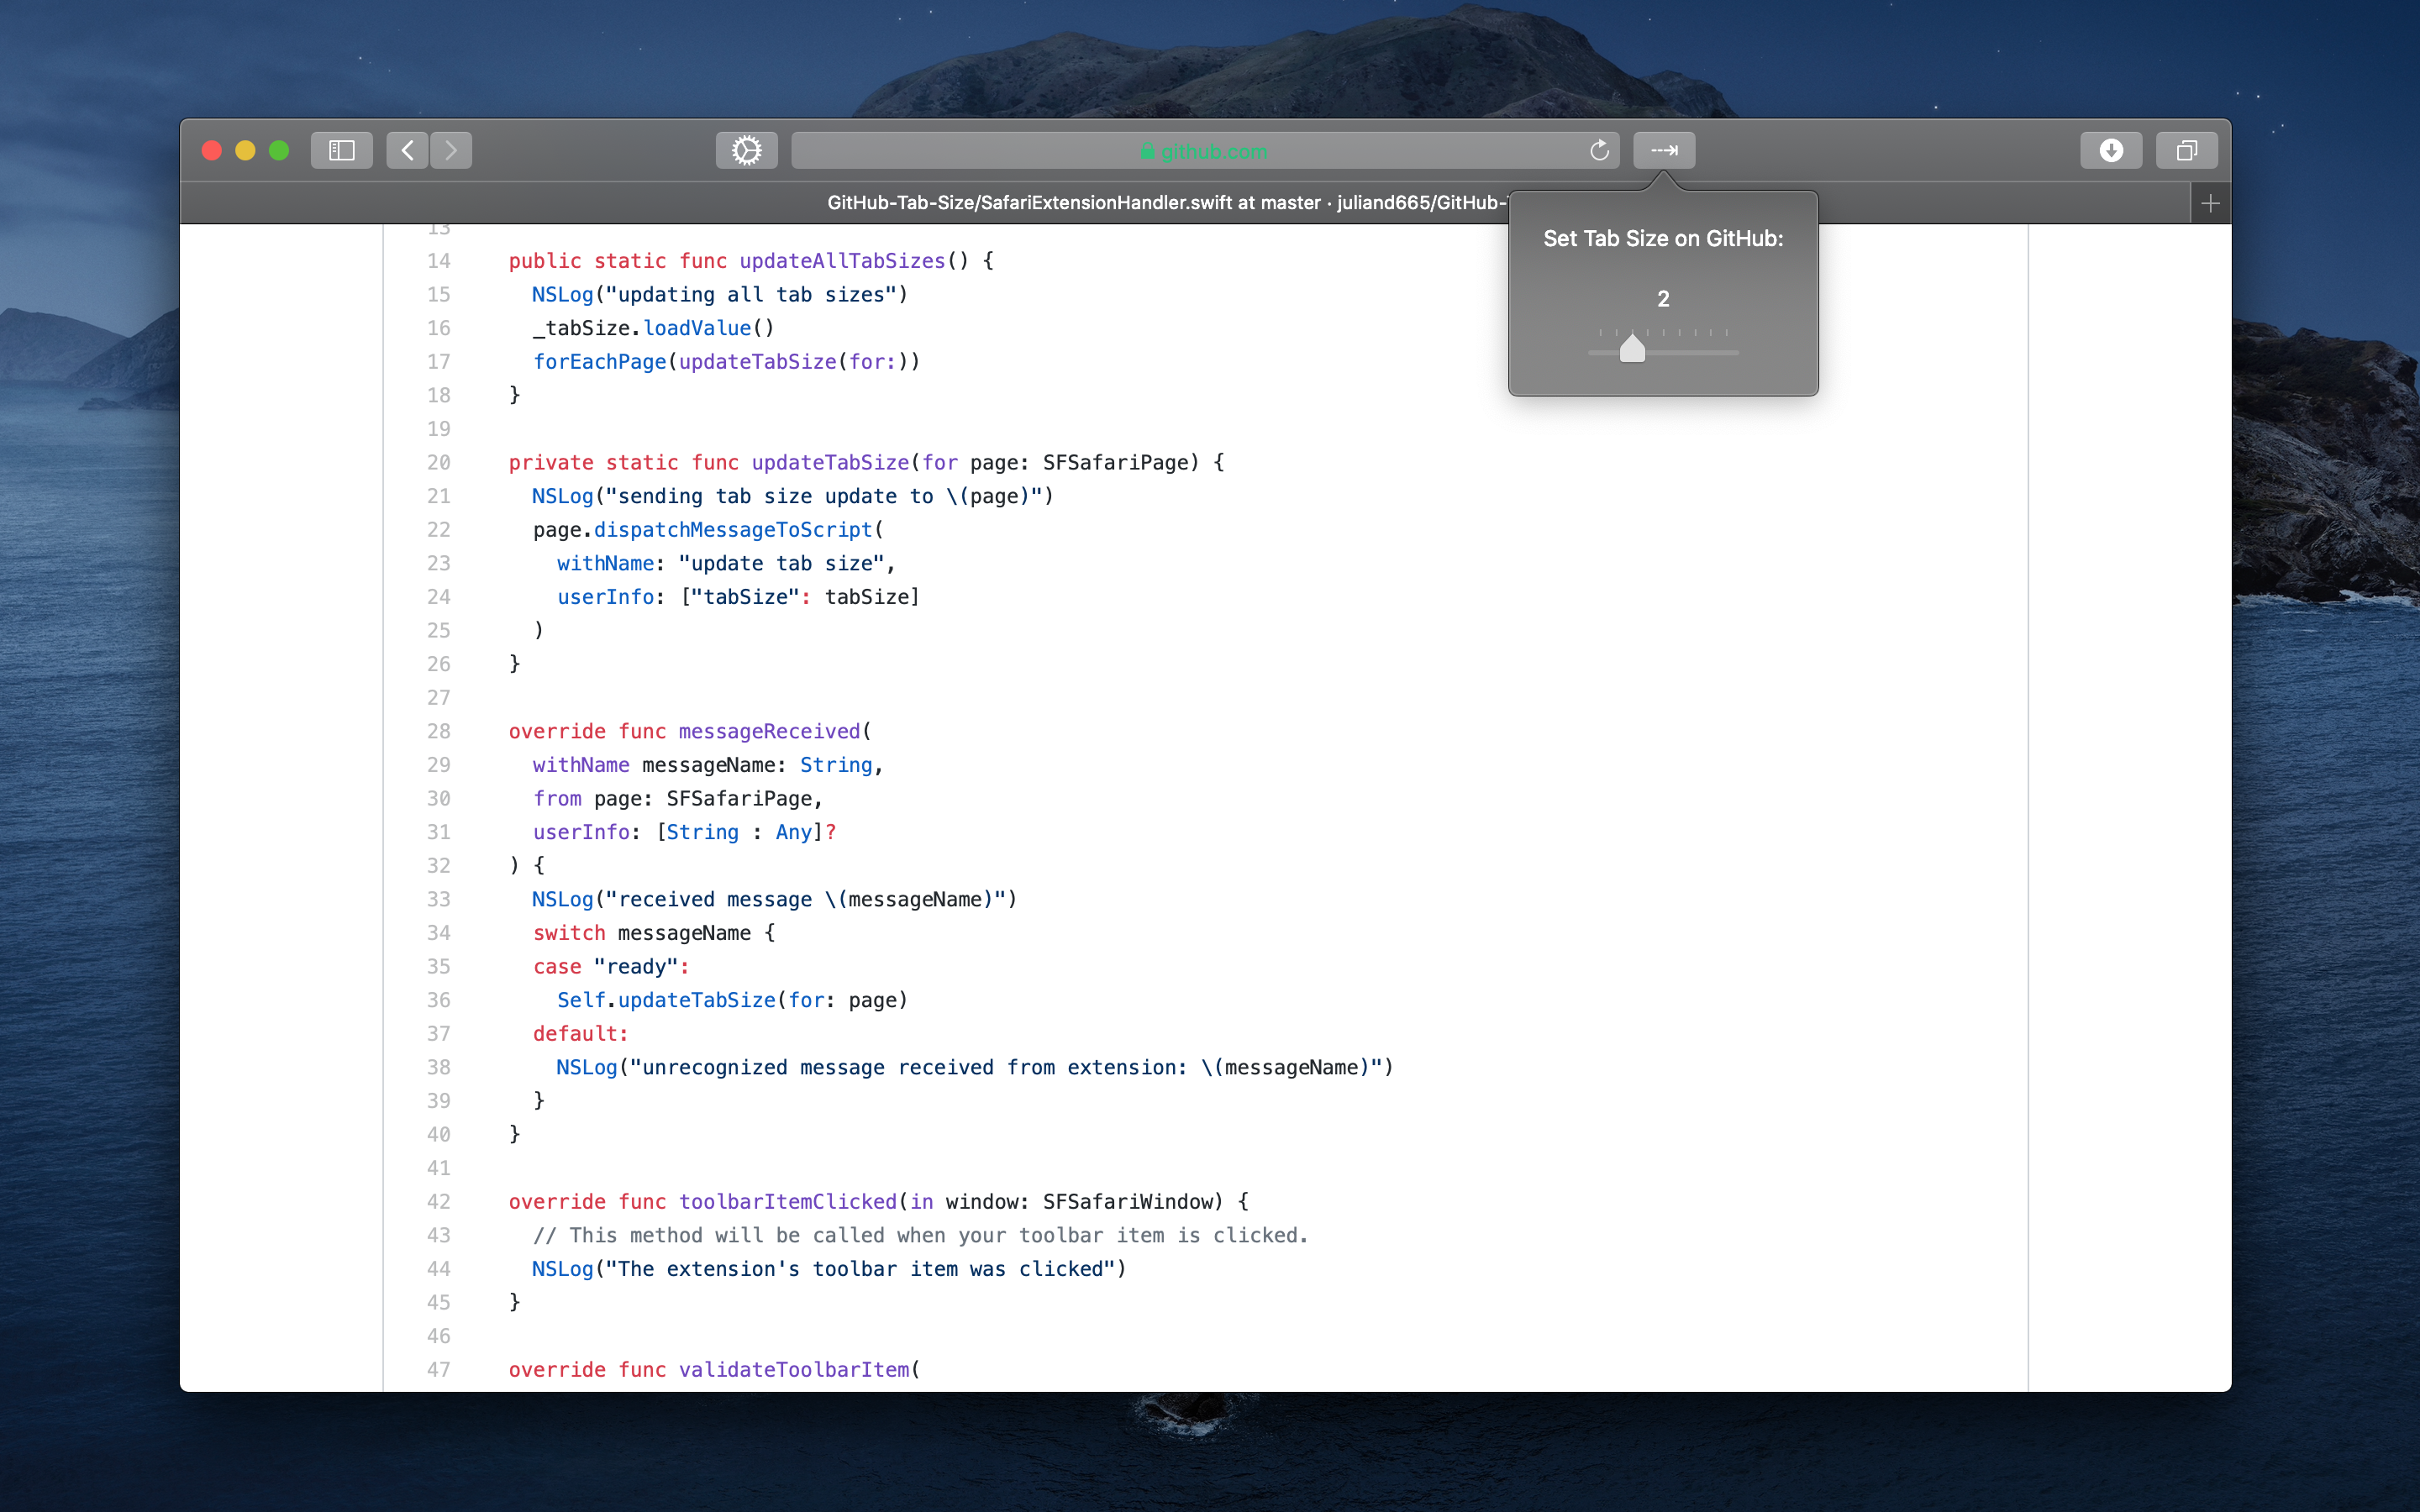 github.com
GitHub-Tab-Size/SafariExtensionHandler.swift at master · juliand665/GitHub-
Set Tab Size on GitHub:
2
13
14 public static func updateAllTabSizes() {
15 NSLog("updating all tab sizes")
16 _tabSize.loadValue()
17 forEachPage(updateTabSize(for:))
18 }
19
20 private static func updateTabSize(for page: SFSafariPage) {
21 NSLog("sending tab size update to \(page)")
22 page.dispatchMessageToScript(
23 withName: "update tab size",
24 userInfo: ["tabSize": tabSize]
25 )
26 }
27
28 override func messageReceived(
29 withName messageName: String,
30 from page: SFSafariPage,
31 userInfo: [String : Any]?
32 ) {
33 NSLog("received message \(messageName)")
34 switch messageName {
35 case "ready":
36 Self.updateTabSize(for: page)
37 default:
38 NSLog("unrecognized message received from extension: \(messageName)")
39 }
40 }
41
42 override func toolbarItemClicked(in window: SFSafariWindow) {
43 // This method will be called when your toolbar item is clicked.
44 NSLog("The extension's toolbar item was clicked")
45 }
46
47 override func validateToolbarItem(